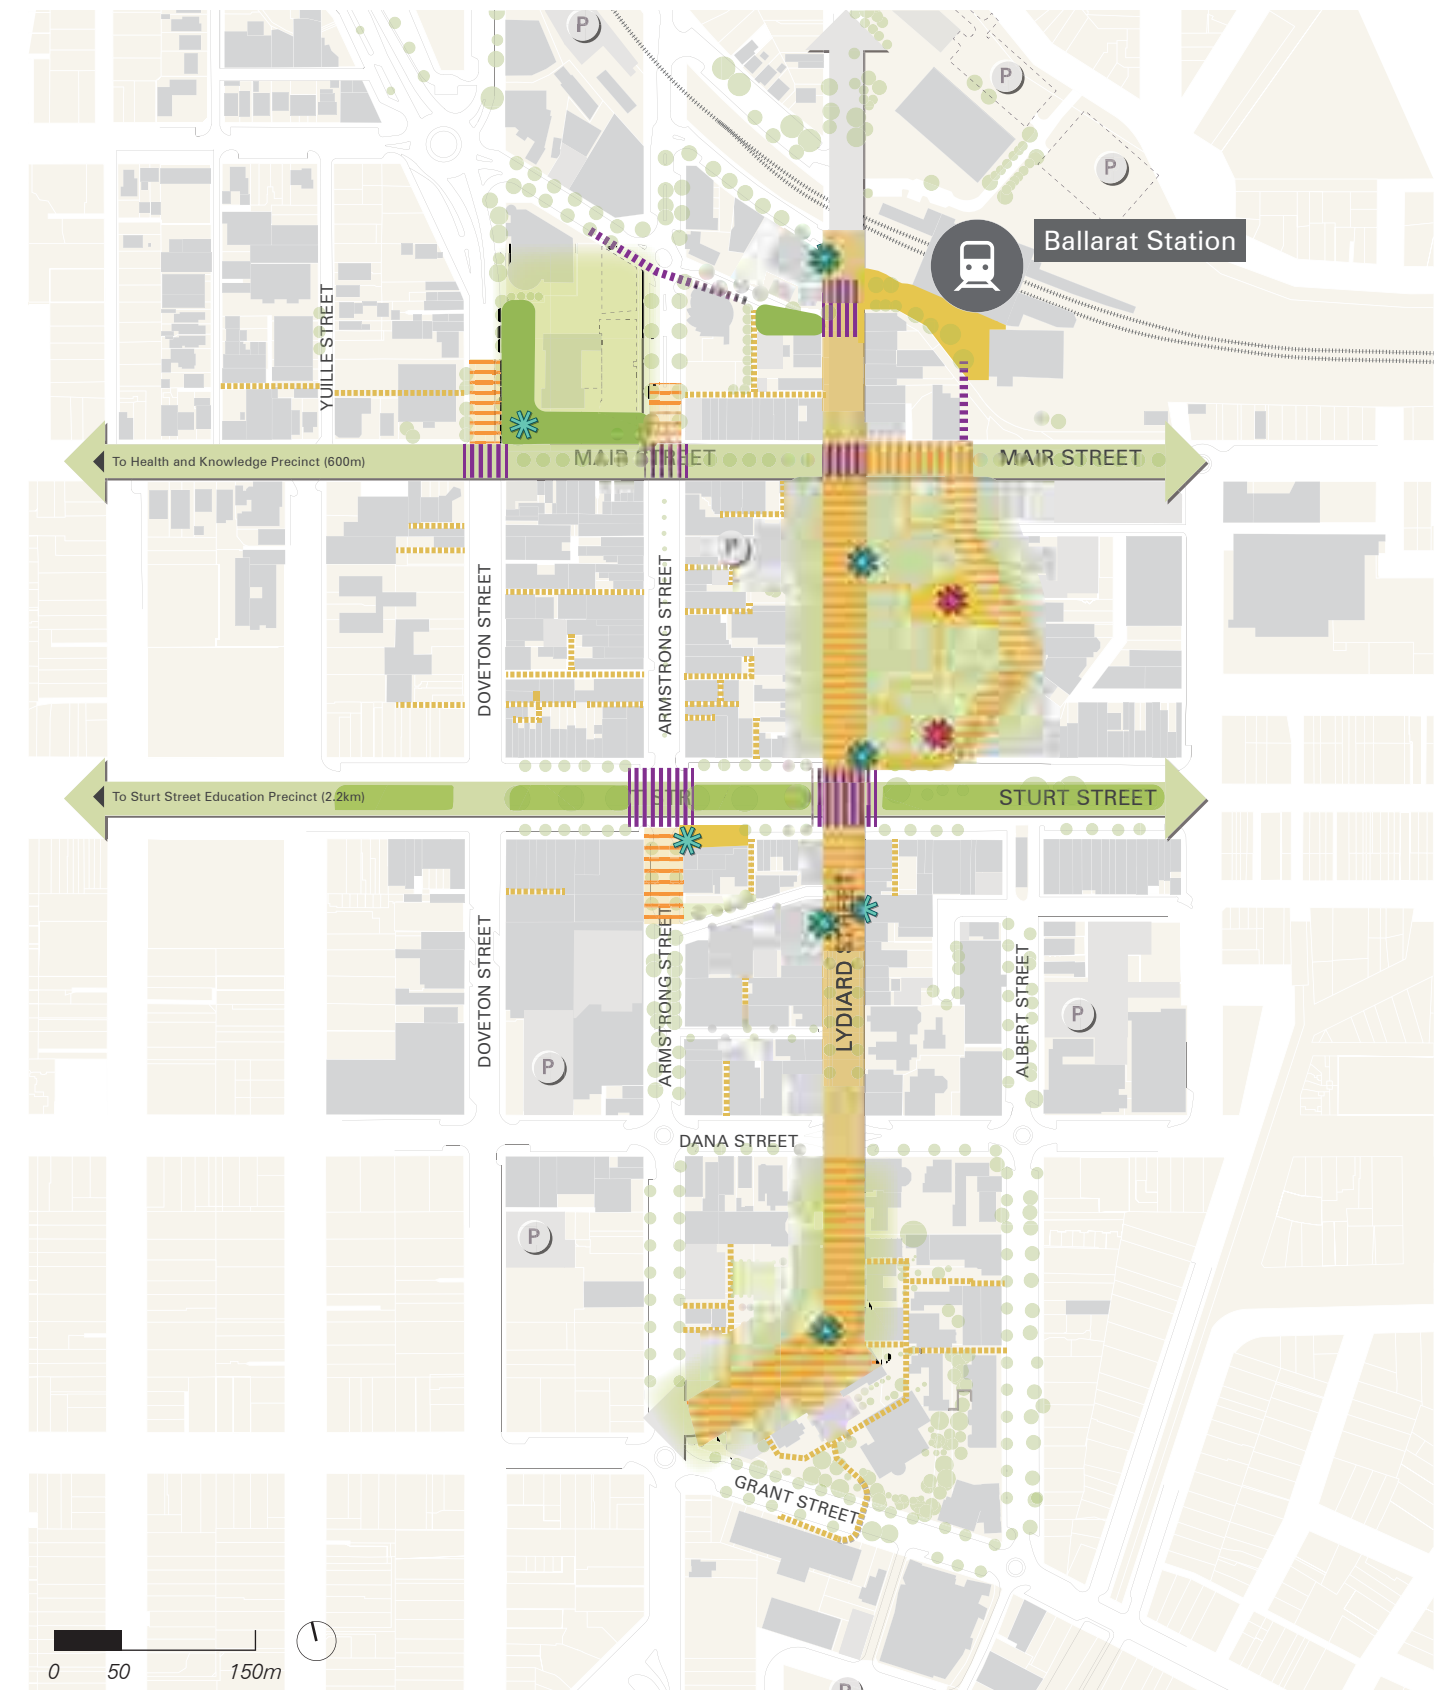 P
P
P
Ballarat Station
YUILLE STREET
To Health and Knowledge Precinct (600m)
MAIR STREET
MAIR STREET
P
DOVETON STREET
ARMSTRONG STREET
To Sturt Street Education Precinct (2.2km)
T STR
STURT STREET
DOVETON STREET
ARMSTRONG STREET
LYDIARD STREET
ALBERT STREET
P
P
DANA STREET
P
GRANT STREET
0 50 150m
P